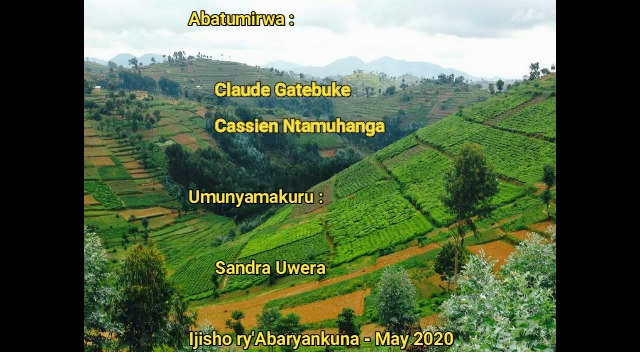 Abatumirwa :
Claude Gatebuke
Cassien Ntamuhanga
Umunyamakuru :
Sandra Uwera
Ijisho ry'Abaryankuna - May 2020